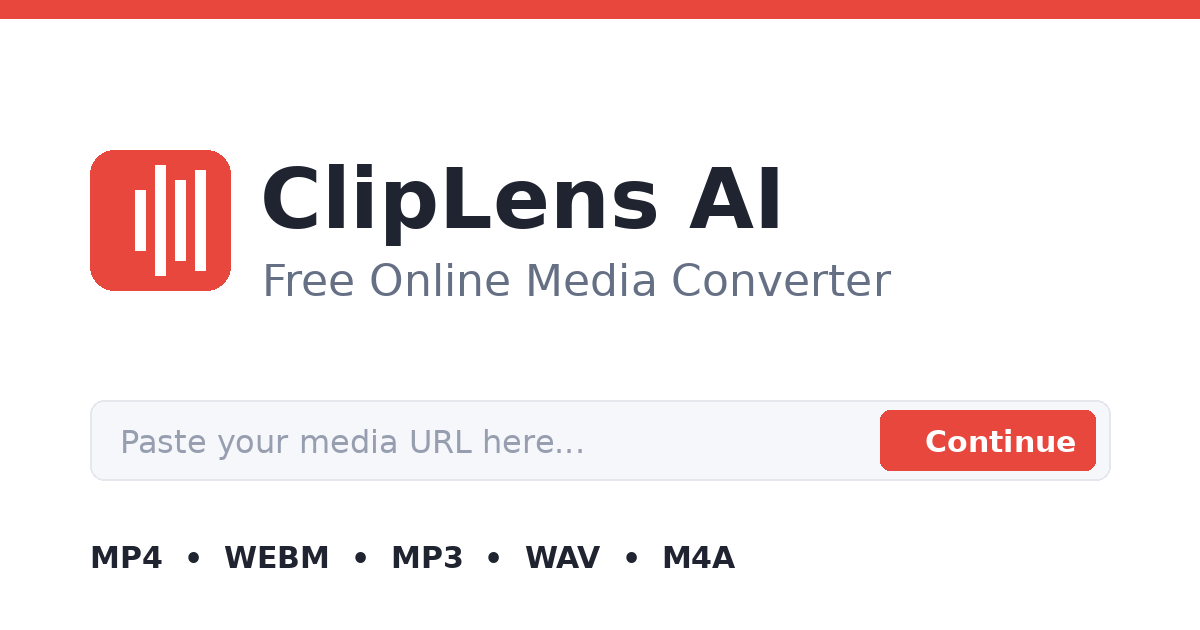 ClipLens AI
Free Online Media Converter
Paste your media URL here...
Continue
MP4 • WEBM • MP3 • WAV • M4A